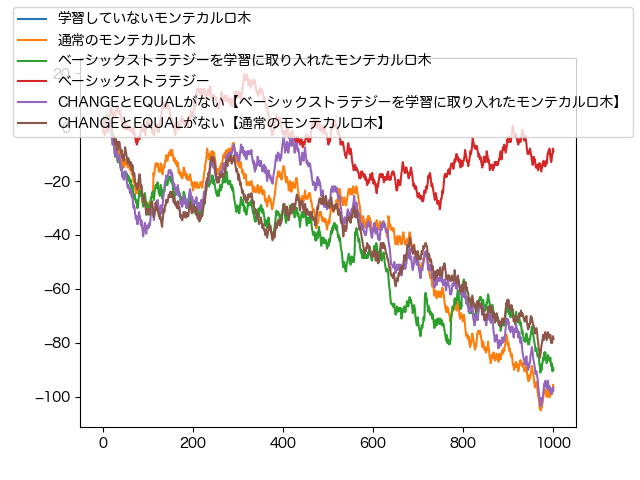 学習していないモンテカルロ木
通常のモンテカルロ木
ベーシックストラテジーを学習に取り入れたモンテカルロ木
ベーシックストラテジー
CHANGEとEQUALがない【ベーシックストラテジーを学習に取り入れたモンテカルロ木】
CHANGEとEQUALがない【通常のモンテカルロ木】
20
0
−20
−40
−60
−80
−100
0 200 400 600 800 1000